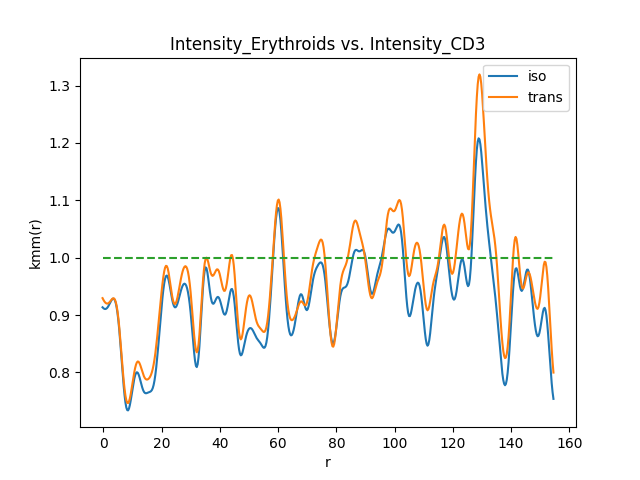 Intensity_Erythroids vs. Intensity_CD3
iso
trans
kmm(r)
1.3
1.2
1.1
1.0
0.9
0.8
0 20 40 60 80 100 120 140 160
r